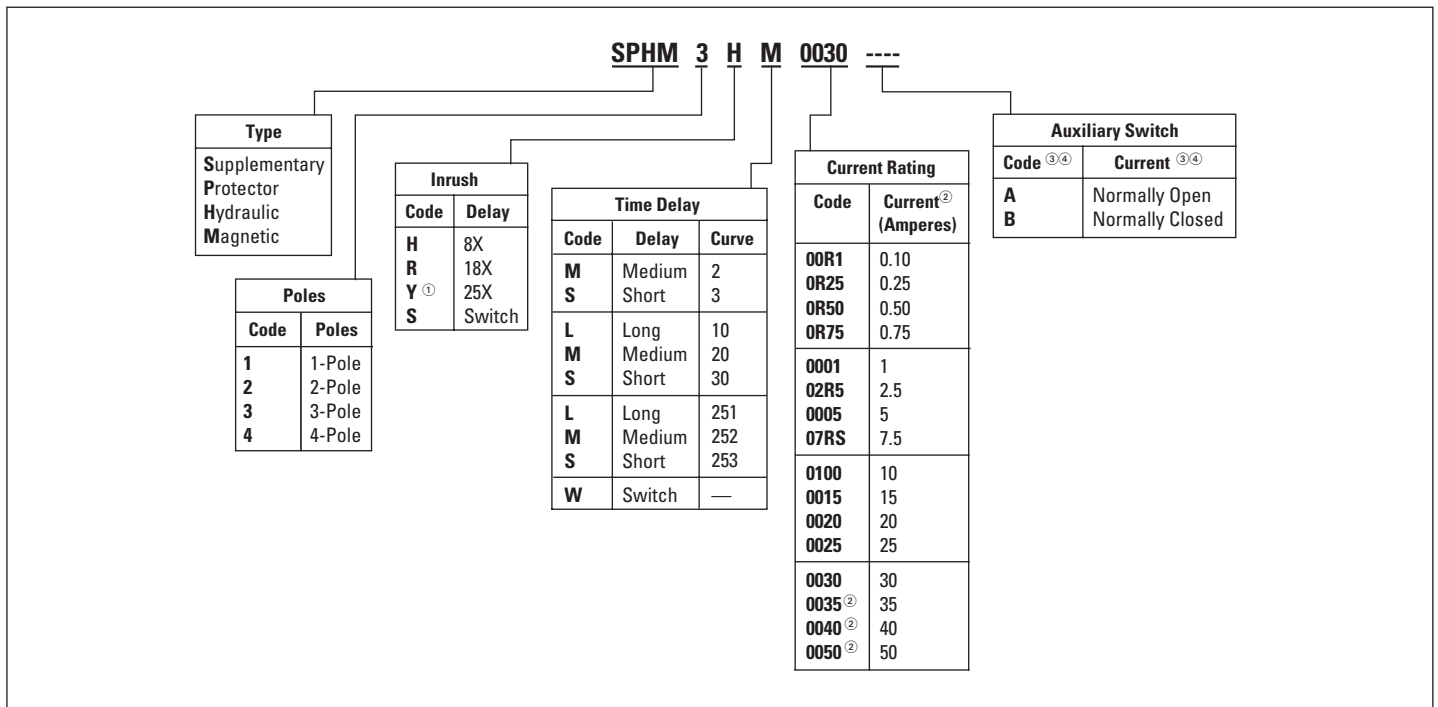 SPHM 3 H M 0030 ----
Type
Supplementary
Protector
Hydraulic
Magnetic
Poles
Code Poles
1 1-Pole
2 2-Pole
3 3-Pole
4 4-Pole
Inrush
Code Delay
H 8X
R 18X
Y ① 25X
S Switch
Time Delay
Code Delay Curve
M Medium 2
S Short 3
L Long 10
M Medium 20
S Short 30
L Long 251
M Medium 252
S Short 253
W Switch —
Current Rating
Code Current②
(Amperes)
00R1 0.10
0R25 0.25
0R50 0.50
0R75 0.75
0001 1
02R5 2.5
0005 5
07RS 7.5
0100 10
0015 15
0020 20
0025 25
0030 30
0035② 35
0040② 40
0050② 50
Auxiliary Switch
Code ③④ Current ③④
A Normally Open
B Normally Closed